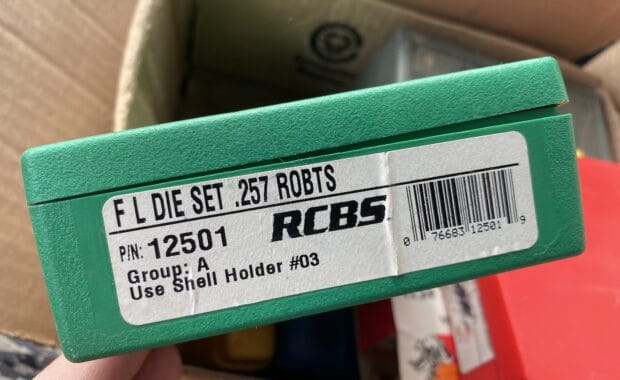 F L DIE SET .257 ROBTS
P/N: 12501
RCBS
Group: A
Use Shell Holder #03
0 76683 12501 9